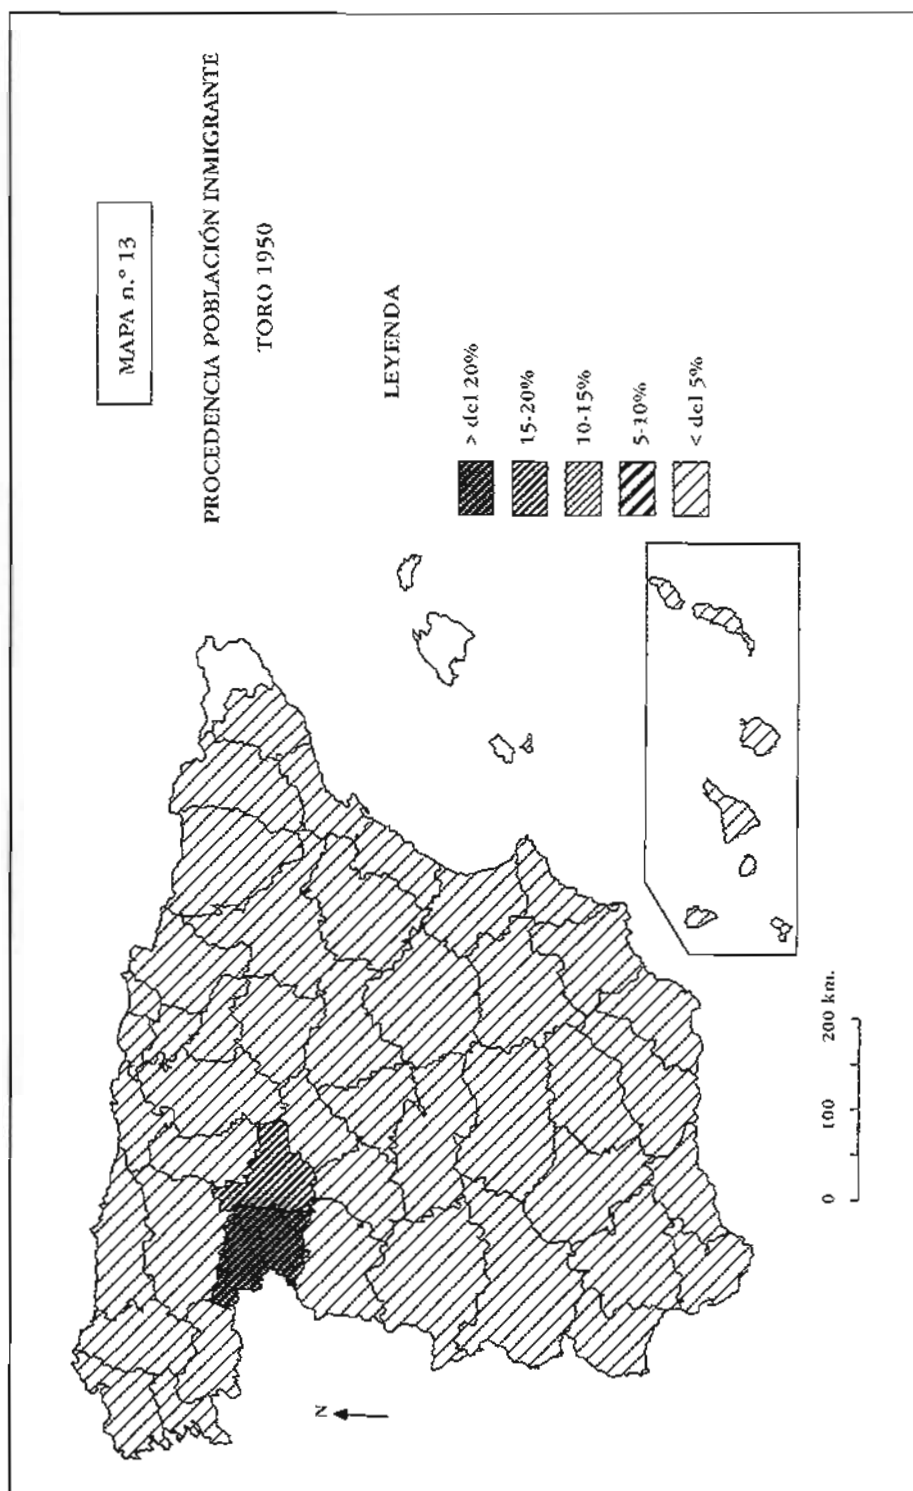 MAPA n.° 13
PROCEDENCIA POBLACIÓN INMIGRANTE
TORO 1950
LEYENDA
> del 20%
15-20%
10-15%
5-10%
< del 5%
N
0 100 200 km.